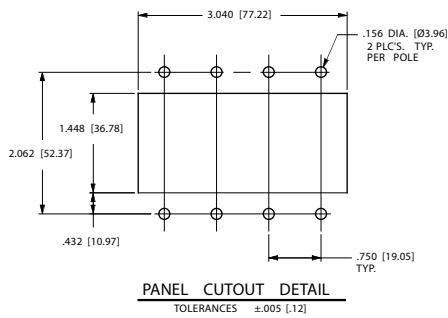 3.040 [77.22]
.156 DIA. [Ø3.96]
2 PLC'S. TYP.
PER POLE
1.448 [36.78]
2.062 [52.37]
.432 [10.97]
.750 [19.05]
TYP.
PANEL CUTOUT DETAIL
TOLERANCES ±.005 [.12]